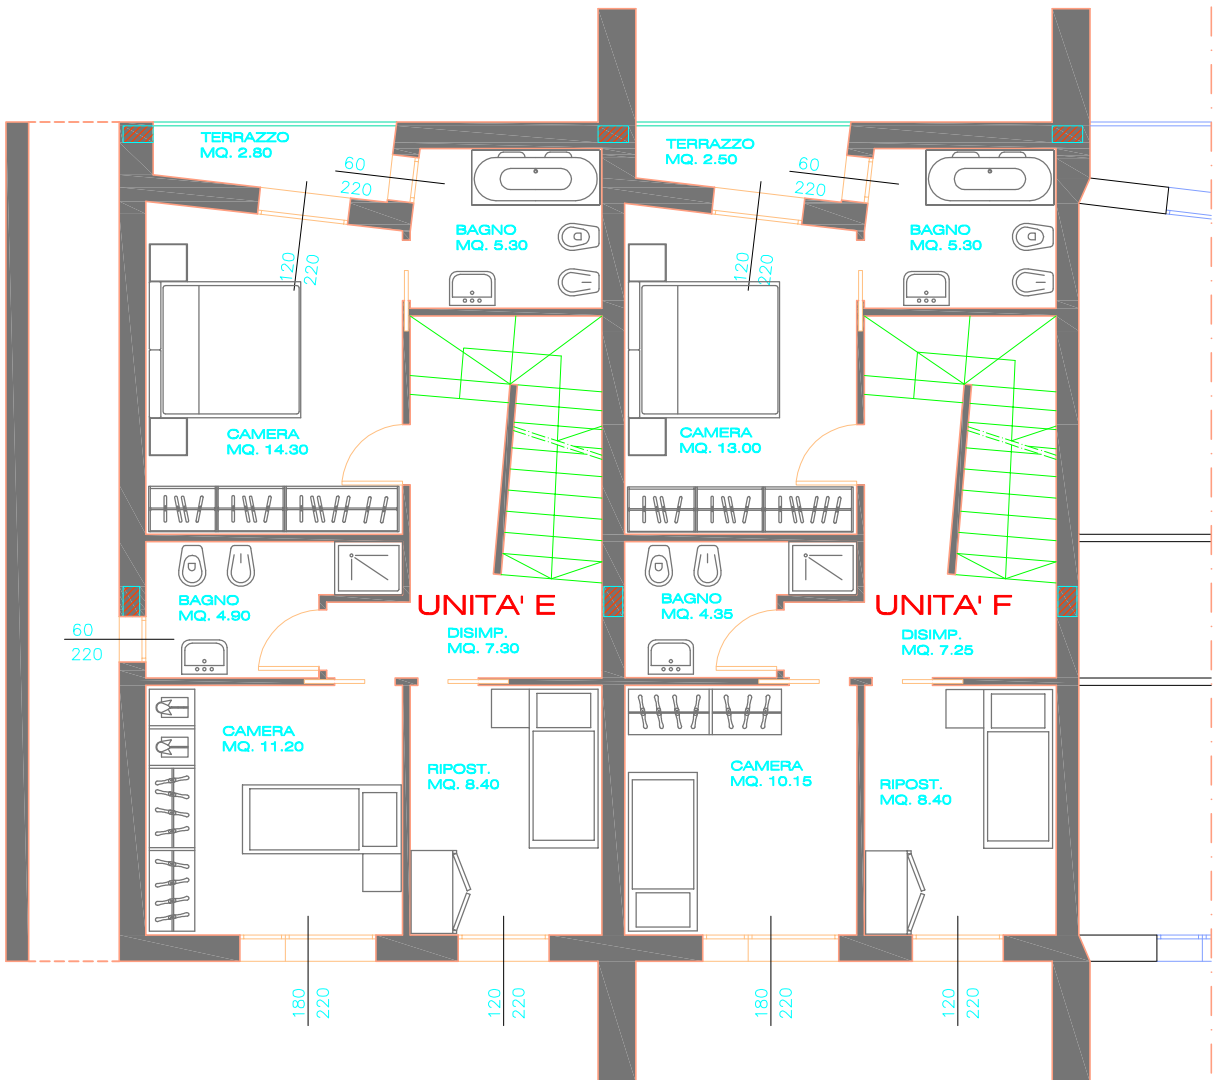 TERRAZZO
MQ. 2.80
60
220
TERRAZZO
MQ. 2.50
60
220
BAGNO
MQ. 5.30
BAGNO
MQ. 5.30
120
220
120
220
CAMERA
MQ. 14.30
CAMERA
MQ. 13.00
BAGNO
MQ. 4.90
UNITA' E
BAGNO
MQ. 4.35
UNITA' F
60
220
DISIMP.
MQ. 7.30
DISIMP.
MQ. 7.25
CAMERA
MQ. 11.20
RIPOST.
MQ. 8.40
CAMERA
MQ. 10.15
RIPOST.
MQ. 8.40
180
220
120
220
180
220
120
220